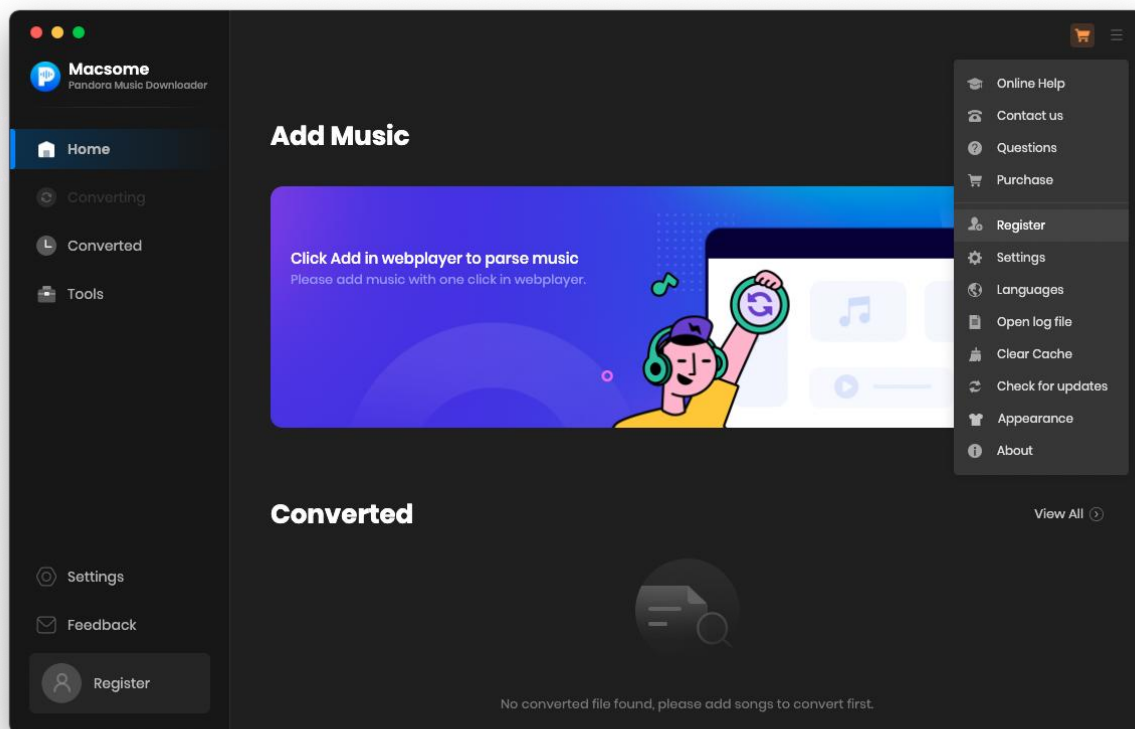 Macsome
Pandora Music Downloader
Home
Converting
Converted
Tools
Settings
Feedback
Register
Add Music
Click Add in webplayer to parse music
Please add music with one click in webplayer.
Converted
View All
No converted file found, please add songs to convert first.
Online Help
Contact us
Questions
Purchase
Register
Settings
Languages
Open log file
Clear Cache
Check for updates
Appearance
About